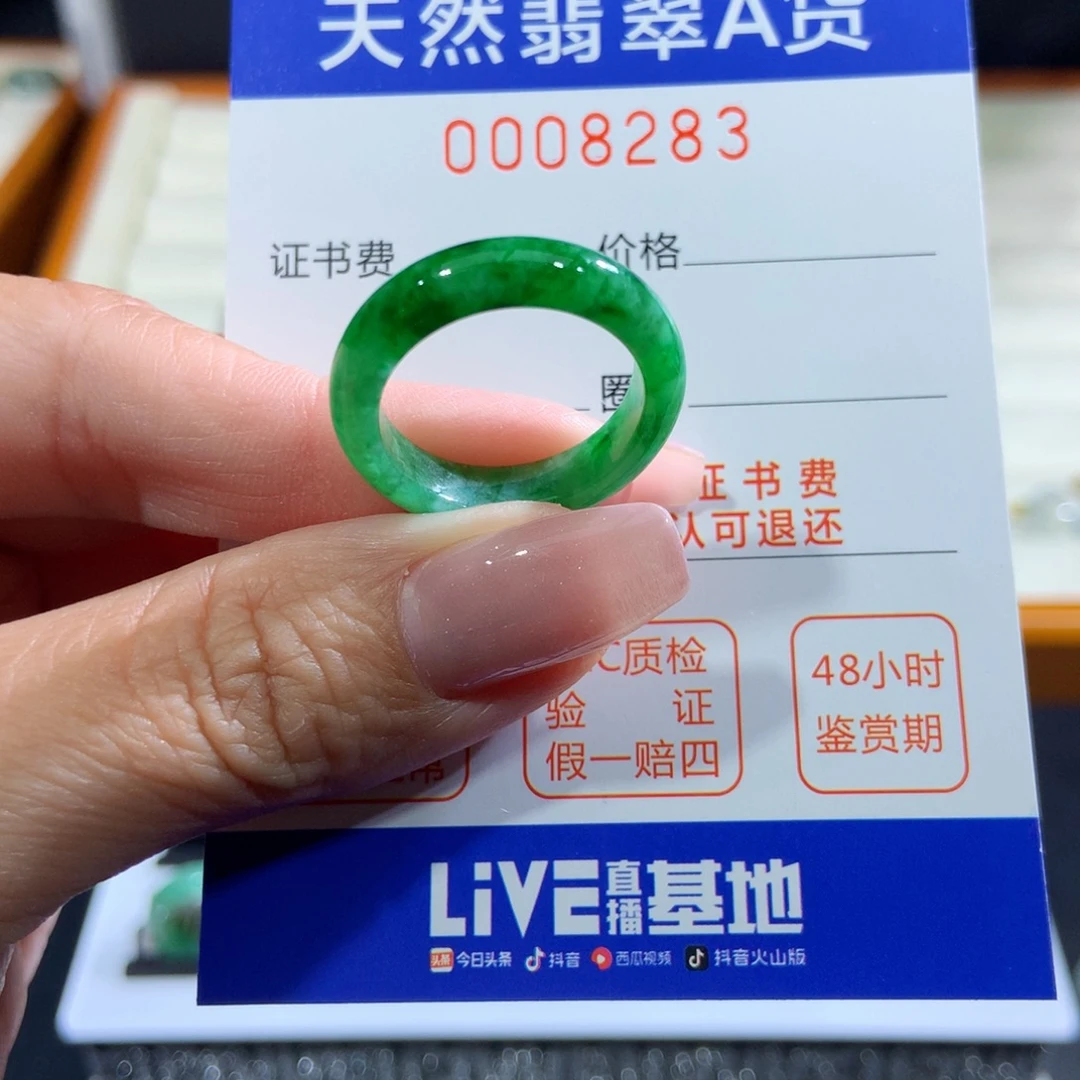 天然翡翠A货
0008283
证书费
价格
圈
证书费
认可退还
C质检
验 证
假一赔四
48小时
鉴赏期
LiVE直播基地
头条 今日头条 抖音 西瓜视频 抖音火山版